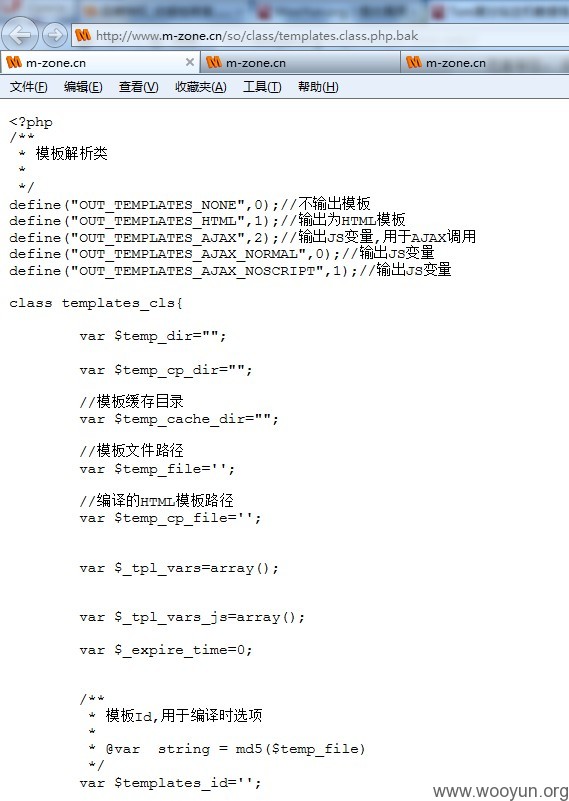 http://www.m-zone.cn/so/class/templates.class.php.bak
m-zone.cn
m-zone.cn
m-zone.cn
文件(F) 编辑(E) 查看(V) 收藏夹(A) 工具(T) 帮助(H)
<?php
/**
 * 模板解析类
 *
 */
define("OUT_TEMPLATES_NONE",0);//不输出模板
define("OUT_TEMPLATES_HTML",1);//输出为HTML模板
define("OUT_TEMPLATES_AJAX",2);//输出JS变量,用于AJAX调用
define("OUT_TEMPLATES_AJAX_NORMAL",0);//输出JS变量
define("OUT_TEMPLATES_AJAX_NOSCRIPT",1);//输出JS变量
class templates_cls{
var $temp_dir="";
var $temp_cp_dir="";
//模板缓存目录
var $temp_cache_dir="";
//模板文件路径
var $temp_file='';
//编译的HTML模板路径
var $temp_cp_file='';
var $_tpl_vars=array();
var $_tpl_vars_js=array();
var $_expire_time=0;
/**
 * 模板Id,用于编译时选项
 *
 * @var  string = md5($temp_file)
 */
var $templates_id='';
www.wooyun.org